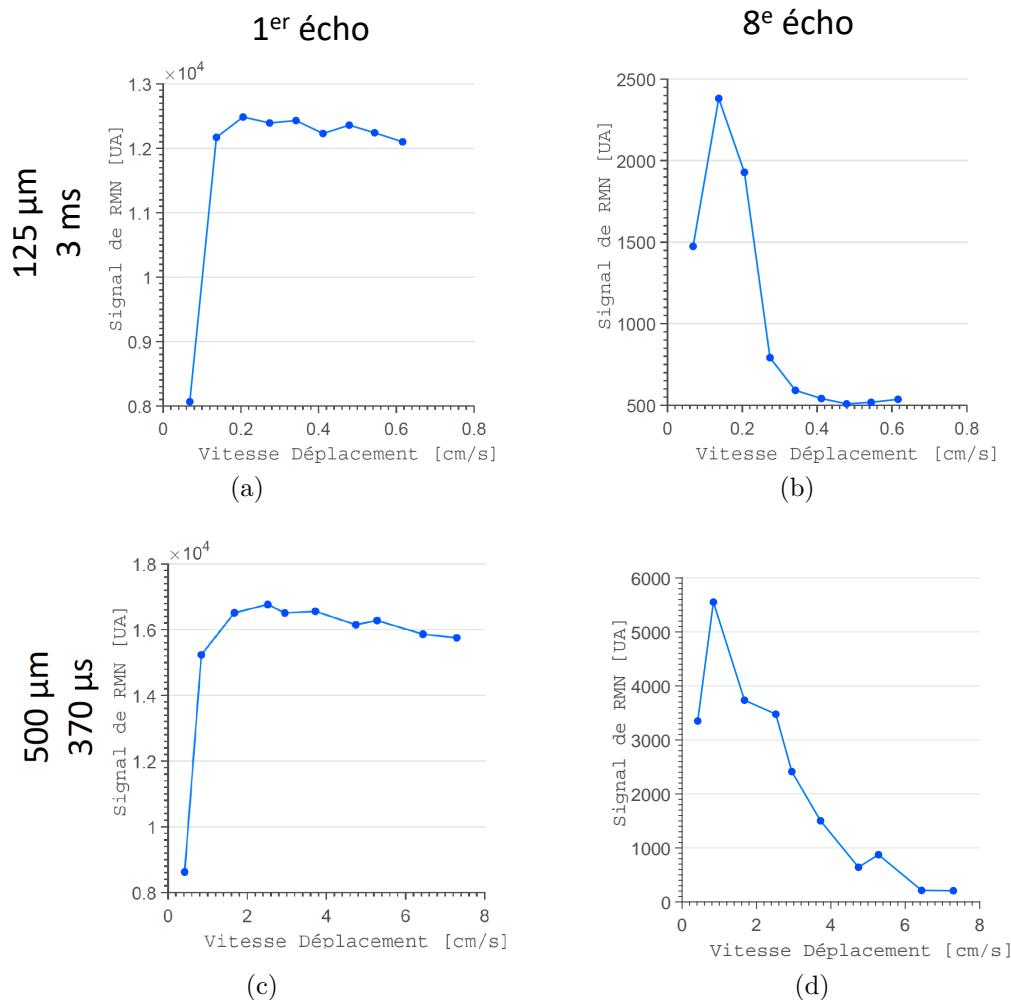 1er écho
8e écho
125 µm
3 ms
×10^4
1.3
1.2
1.1
1
0.9
0.8
Signal de RMN [UA]
0 0.2 0.4 0.6 0.8
Vitesse Déplacement [cm/s]
(a)
2500
2000
1500
1000
500
Signal de RMN [UA]
0 0.2 0.4 0.6 0.8
Vitesse Déplacement [cm/s]
(b)
500 µm
370 µs
×10^4
1.8
1.6
1.4
1.2
1
0.8
Signal de RMN [UA]
0 2 4 6 8
Vitesse Déplacement [cm/s]
(c)
6000
5000
4000
3000
2000
1000
0
Signal de RMN [UA]
0 2 4 6 8
Vitesse Déplacement [cm/s]
(d)